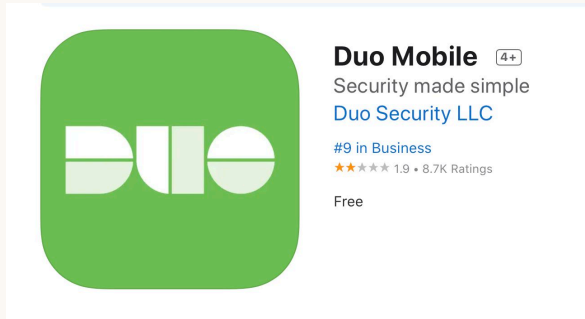 DUO
Duo Mobile 4+
Security made simple
Duo Security LLC
#9 in Business
1.9 • 8.7K Ratings
Free